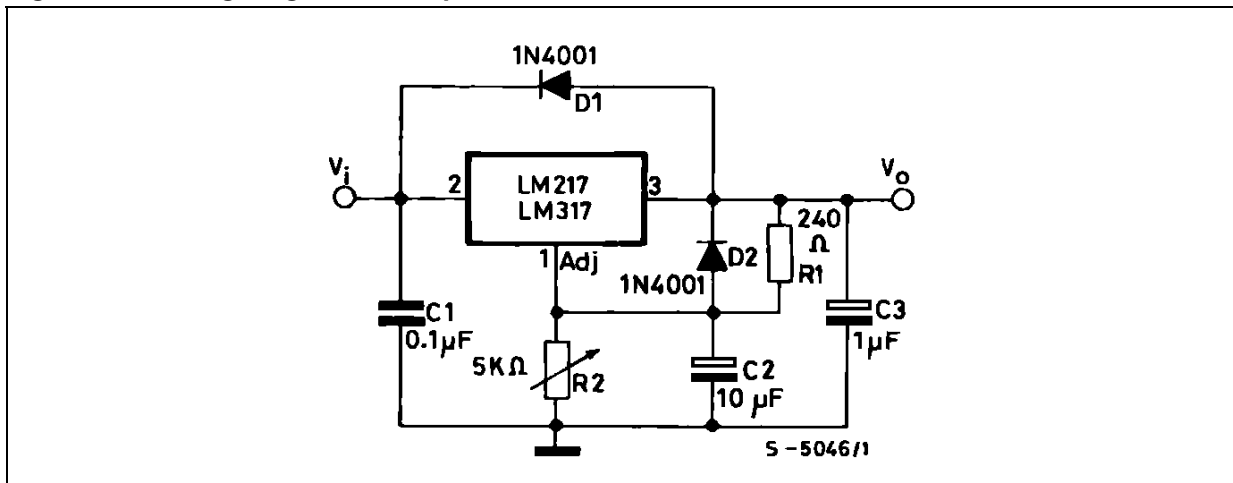 1N4001
D1
Vi
2
LM217
LM317
3
Vo
1
Adj
D2
1N4001
240
Ω
R1
C1
0.1µF
5KΩ
R2
C2
10 µF
C3
1µF
S-5046/1